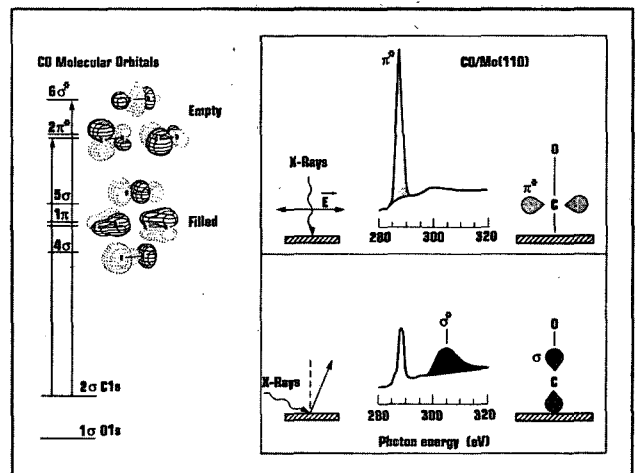 CO Molecular Orbitals
6σ*
Empty
2π*
5σ
1π
Filled
4σ
2σ C1s
1σ O1s
π*
CO/Mo(110)
X-Rays
E
280 300 320
O
π*
C
σ*
X-Rays
280 300 320
Photon energy (eV)
O
σ
C